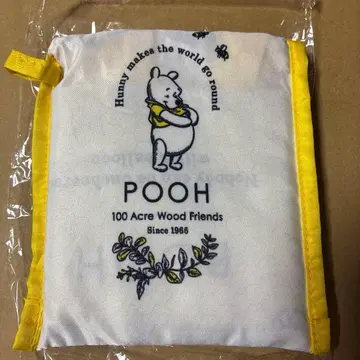 Hunny makes the world go round
POOH
100 Acre Wood Friends
Since 1966